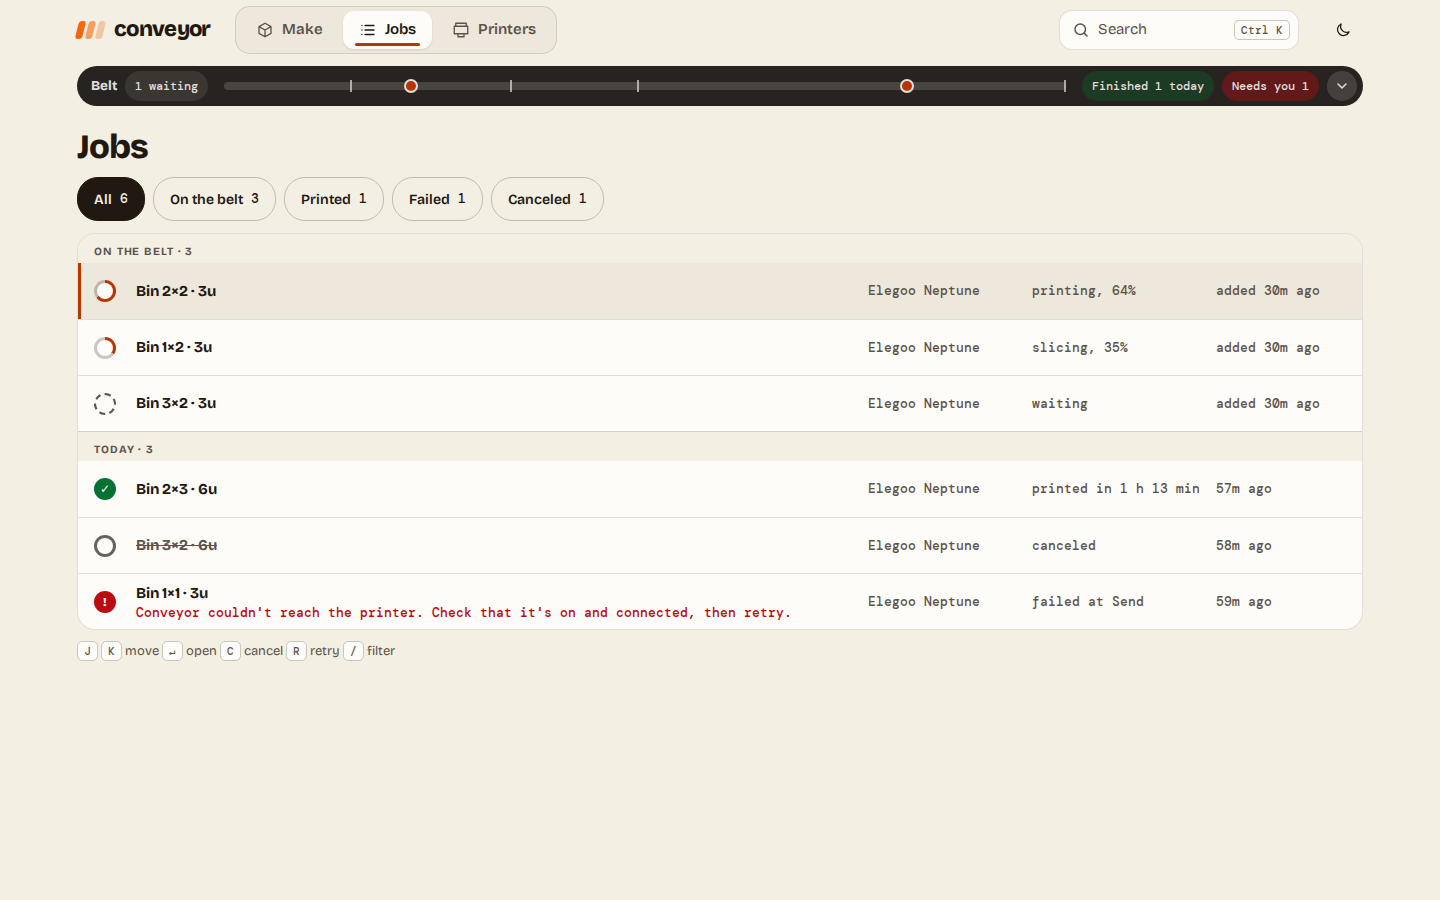 conveyor Make Jobs Printers Search Ctrl K
Belt 1 waiting Finished 1 today Needs you 1
Jobs
All 6 On the belt 3 Printed 1 Failed 1 Canceled 1
ON THE BELT · 3
Bin 2×2 · 3u Elegoo Neptune printing, 64% added 30m ago
Bin 1×2 · 3u Elegoo Neptune slicing, 35% added 30m ago
Bin 3×2 · 3u Elegoo Neptune waiting added 30m ago
TODAY · 3
✓ Bin 2×3 · 6u Elegoo Neptune printed in 1 h 13 min 57m ago
Bin 3×2 · 6u Elegoo Neptune canceled 58m ago
! Bin 1×1 · 3u Elegoo Neptune failed at Send 59m ago
Conveyor couldn't reach the printer. Check that it's on and connected, then retry.
J K move ↵ open C cancel R retry / filter